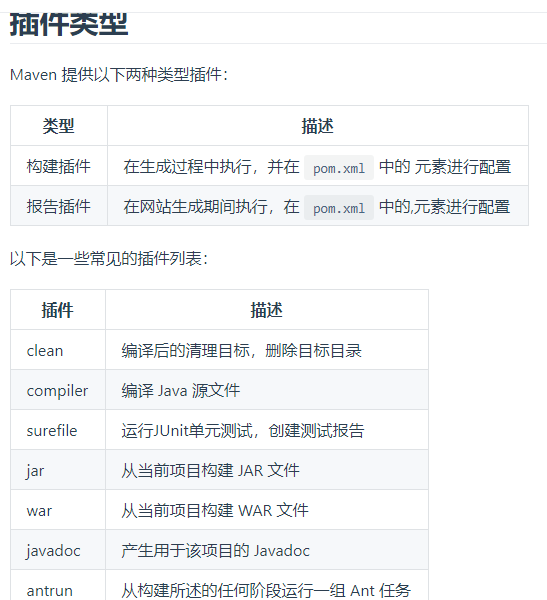 插件类型
Maven 提供以下两种类型插件：
类型 描述
构建插件 在生成过程中执行，并在 pom.xml 中的 元素进行配置
报告插件 在网站生成期间执行，在 pom.xml 中的,元素进行配置
以下是一些常见的插件列表：
插件 描述
clean 编译后的清理目标，删除目标目录
compiler 编译 Java 源文件
surefile 运行JUnit单元测试，创建测试报告
jar 从当前项目构建 JAR 文件
war 从当前项目构建 WAR 文件
javadoc 产生用于该项目的 Javadoc
antrun 从构建所述的任何阶段运行一组 Ant 任务